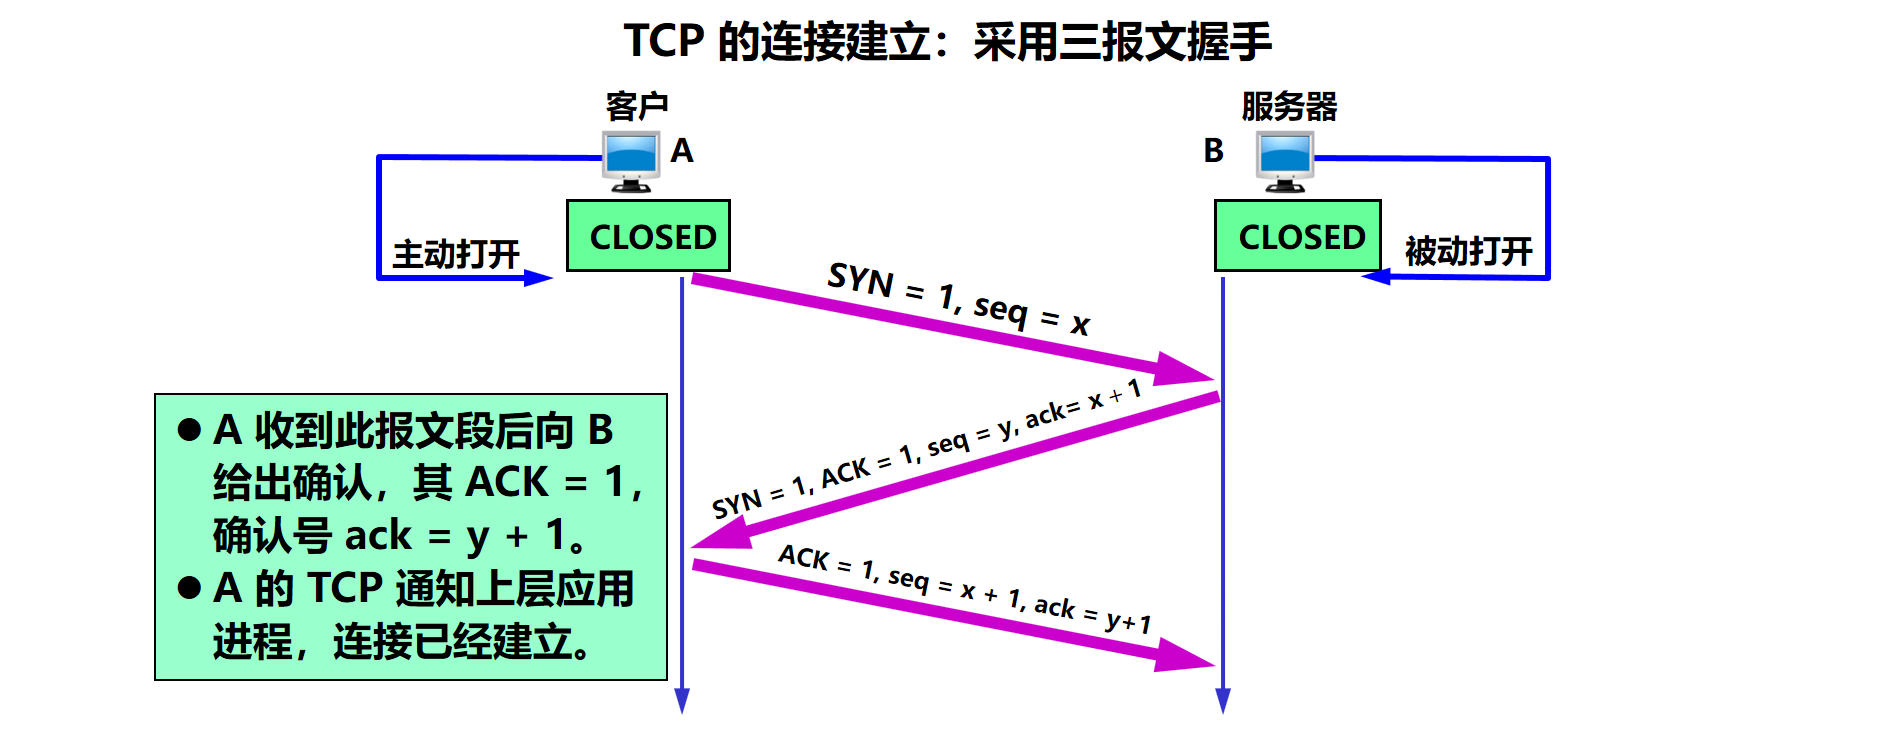 TCP 的连接建立：采用三报文握手
客户
服务器
A
B
CLOSED
CLOSED
主动打开
被动打开
SYN = 1, seq = x
SYN = 1, ACK = 1, seq = y, ack= x + 1
ACK = 1, seq = x + 1, ack = y+1
● A 收到此报文段后向 B
给出确认，其 ACK = 1，
确认号 ack = y + 1。
● A 的 TCP 通知上层应用
进程，连接已经建立。